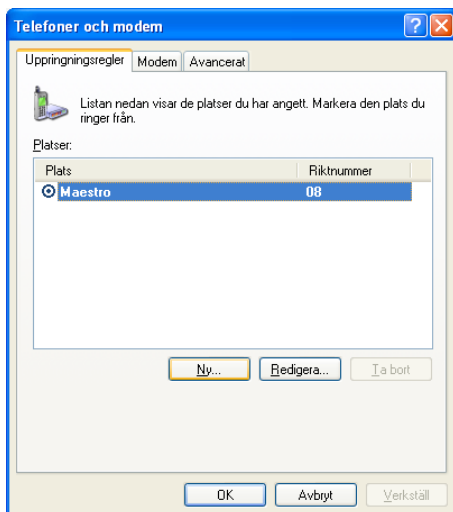 Telefoner och modem
Uppringningsregler Modem Avancerat
Listan nedan visar de platser du har angett. Markera den plats du
ringer från.
Platser:
Plats Riktnummer
Maestro 08
Ny... Redigera... Ta bort
OK Avbryt Verkställ